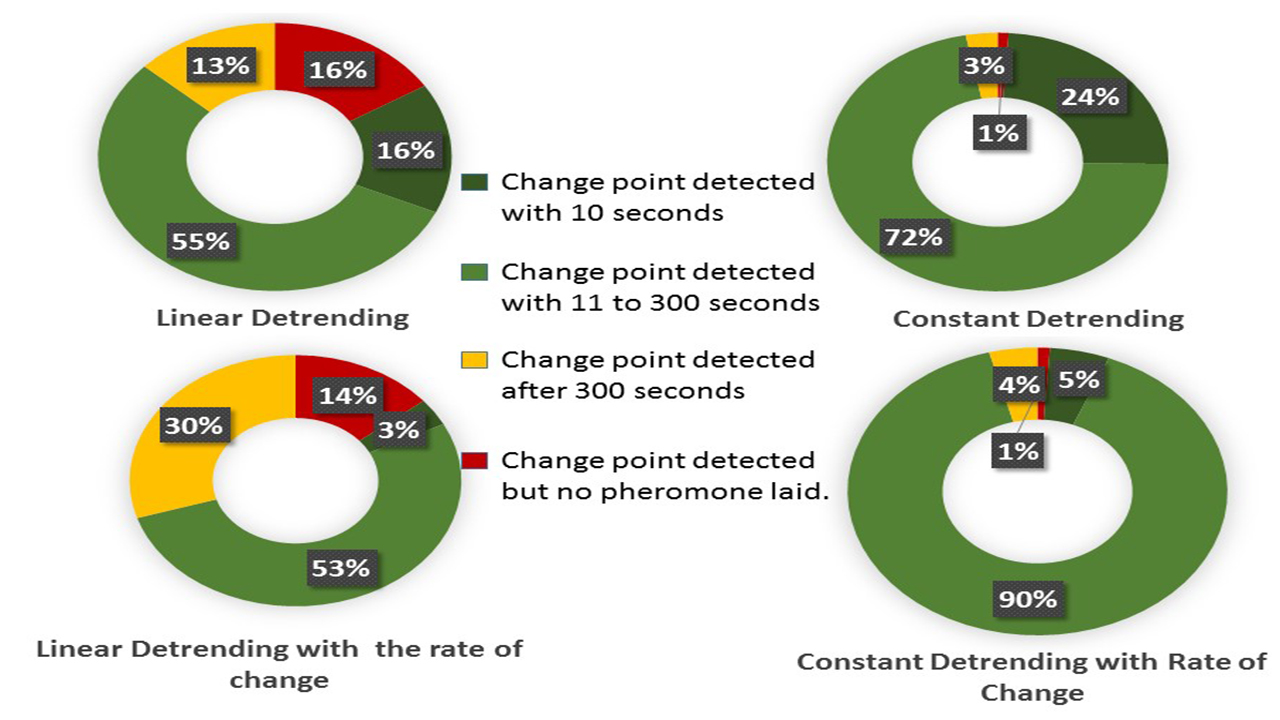 13%
16%
16%
55%
Linear Detrending
3%
24%
1%
72%
Constant Detrending
Change point detected
with 10 seconds
Change point detected
with 11 to 300 seconds
Change point detected
after 300 seconds
Change point detected
but no pheromone laid.
14%
3%
30%
53%
Linear Detrending with the rate of
change
4%
5%
1%
90%
Constant Detrending with Rate of
Change